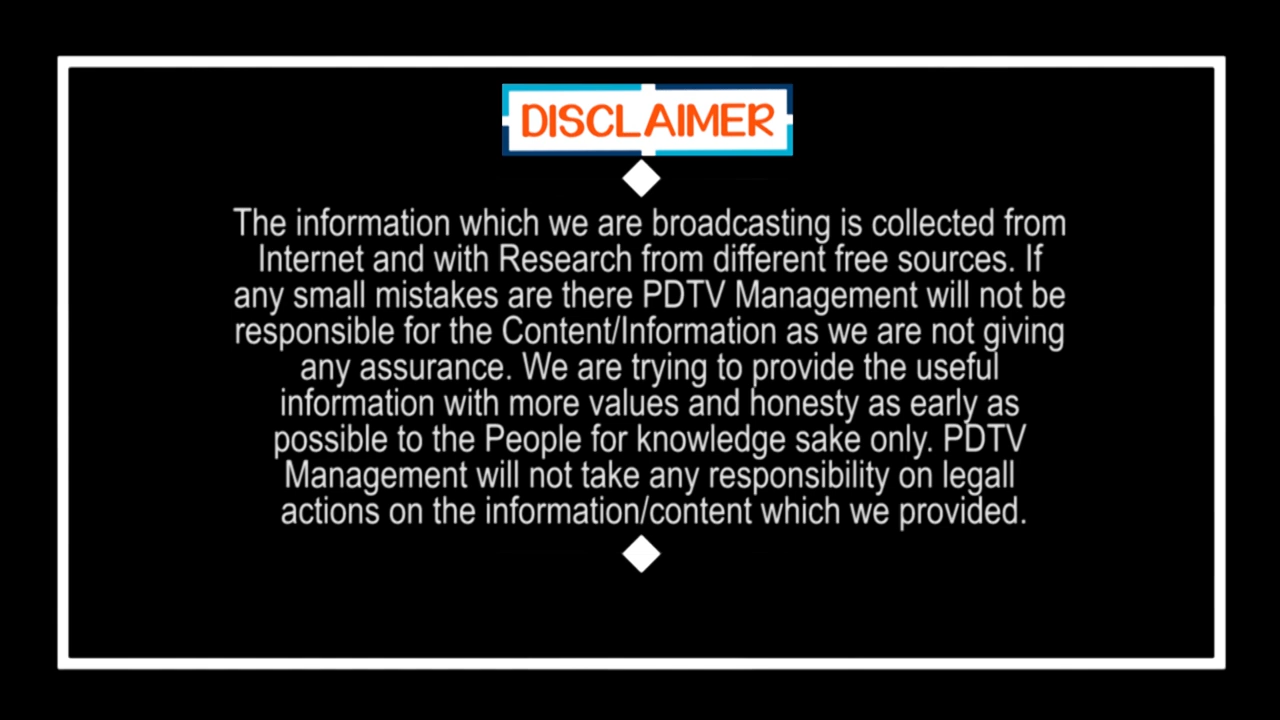 DISCLAIMER
The information which we are broadcasting is collected from
Internet and with Research from different free sources. If
any small mistakes are there PDTV Management will not be
responsible for the Content/Information as we are not giving
any assurance. We are trying to provide the useful
information with more values and honesty as early as
possible to the People for knowledge sake only. PDTV
Management will not take any responsibility on legall
actions on the information/content which we provided.